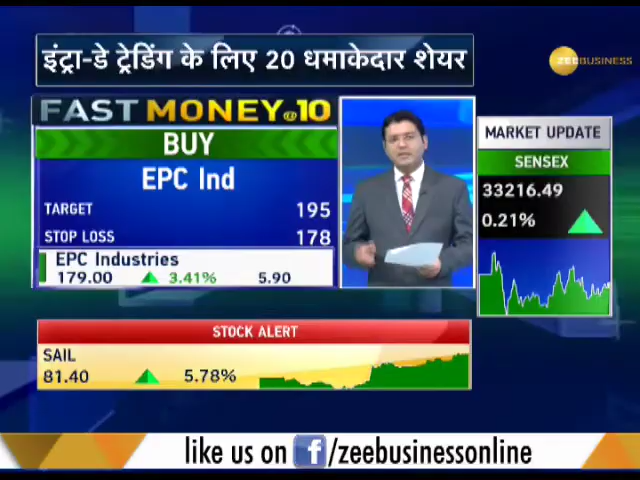 इंट्रा-डे ट्रेडिंग के लिए 20 धमाकेदार शेयर
ZEEBUSINESS
FAST MONEY@10
BUY
EPC Ind
TARGET 195
STOP LOSS 178
EPC Industries
179.00 3.41% 5.90
MARKET UPDATE
SENSEX
33216.49
0.21%
STOCK ALERT
SAIL
81.40 5.78%
like us on f/zeebusinessonline